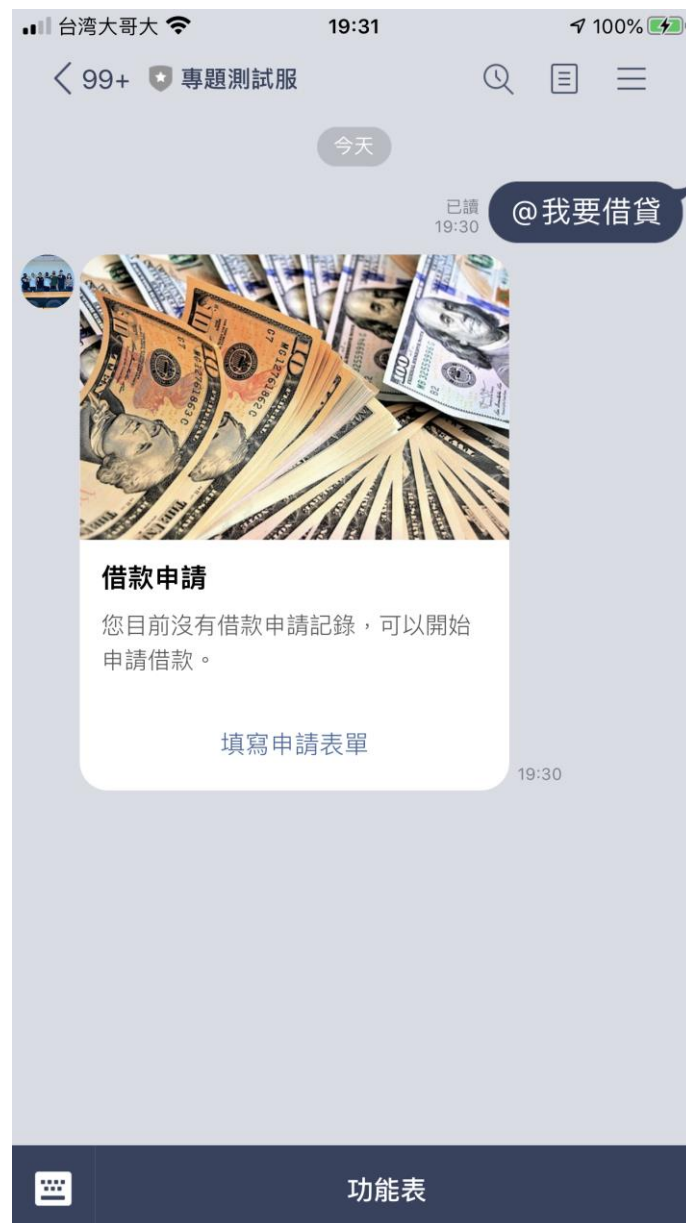 台湾大哥大 19:31 100%
99+ 專題測試服
今天
已讀
19:30
@我要借貸
借款申請
您目前沒有借款申請記錄，可以開始
申請借款。
填寫申請表單
19:30
功能表